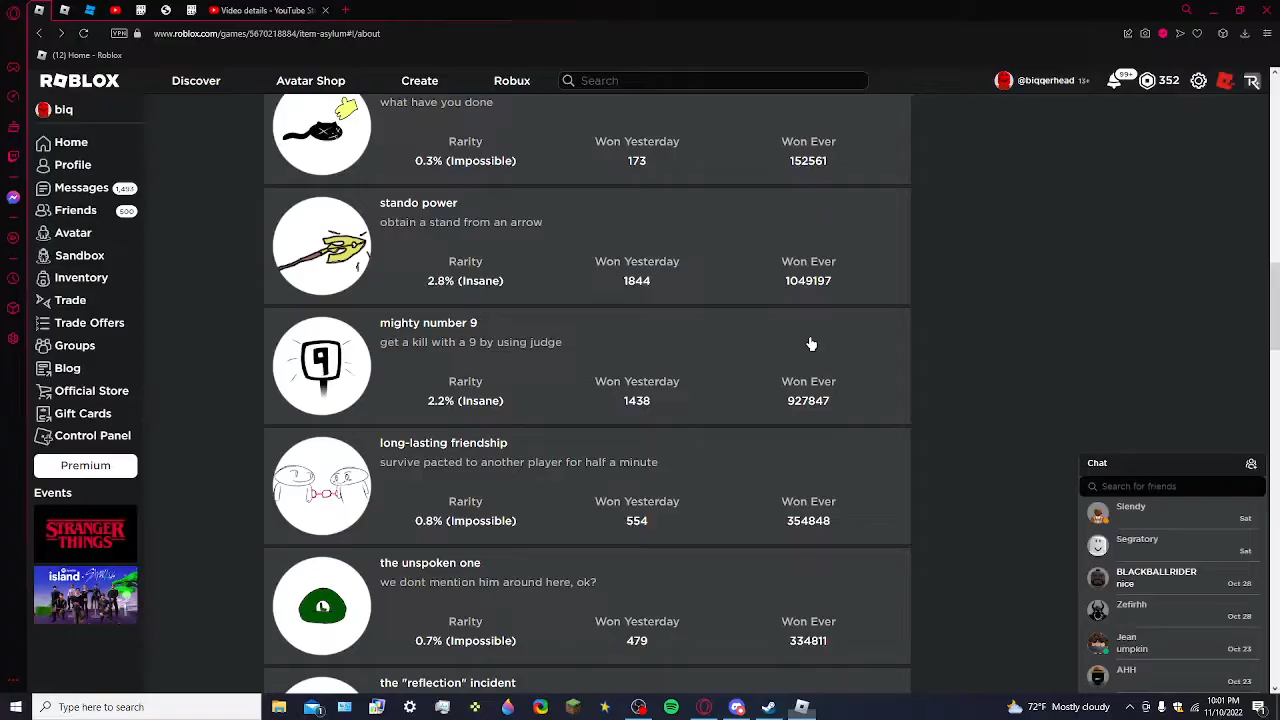 Video details - YouTube St
VPN www.roblox.com/games/5670218884/item-asylum#!/about
(12) Home - Roblox
ROBLOX Discover Avatar Shop Create Robux Search @biqgerhead 13+ 99+ 352
biq
Home
Profile
Messages
Friends 500
Avatar
Sandbox
Inventory
Trade
Trade Offers
Groups
Blog
Official Store
Gift Cards
Control Panel
Premium
Events
STRANGER THINGS
island
what have you done
Rarity Won Yesterday Won Ever
0.3% (Impossible) 173 152561
stando power
obtain a stand from an arrow
Rarity Won Yesterday Won Ever
2.8% (Insane) 1844 1049197
mighty number 9
get a kill with a 9 by using judge
9
Rarity Won Yesterday Won Ever
2.2% (Insane) 1438 927847
long-lasting friendship
survive pacted to another player for half a minute
Rarity Won Yesterday Won Ever
0.8% (Impossible) 554 354848
the unspoken one
we dont mention him around here, ok?
L
Rarity Won Yesterday Won Ever
0.7% (Impossible) 479 334811
the "reflection" incident
Chat
Search for friends
Slendy
Sat
Segratory
Sat
BLACKBALLRIDER
nice Oct 28
Zefirhh
Oct 28
Jean
umpkin Oct 23
AHH
Oct 23
Type here to search
72°F Mostly cloudy
10:01 PM
11/10/2022